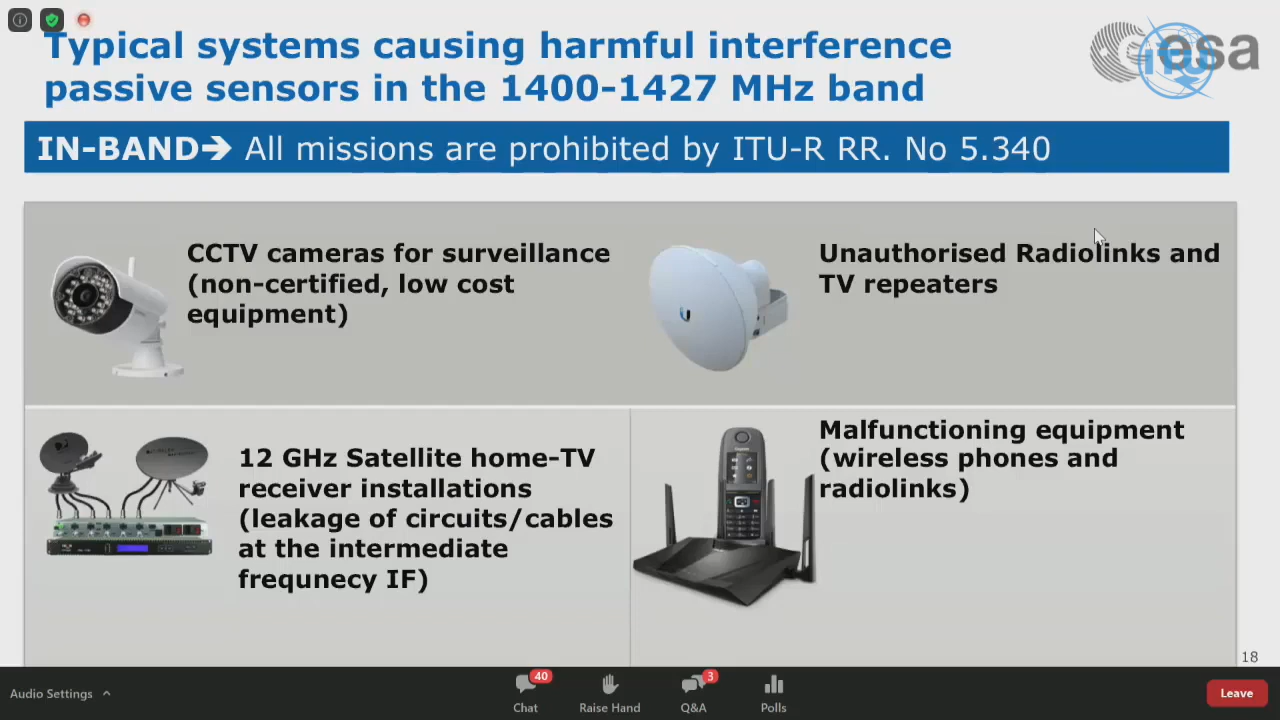 Typical systems causing harmful interference
passive sensors in the 1400-1427 MHz band
esa
ITU
IN-BAND➔ All missions are prohibited by ITU-R RR. No 5.340
CCTV cameras for surveillance
(non-certified, low cost
equipment)
Unauthorised Radiolinks and
TV repeaters
12 GHz Satellite home-TV
receiver installations
(leakage of circuits/cables
at the intermediate
frequnecy IF)
Malfunctioning equipment
(wireless phones and
radiolinks)
18
Audio Settings
40
Chat
Raise Hand
3
Q&A
Polls
Leave